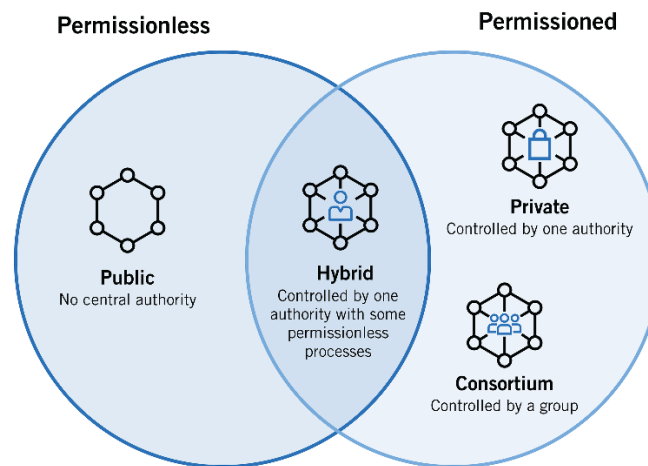 Permissionless
Permissioned
Public
No central authority
Hybrid
Controlled by one
authority with some
permissionless
processes
Private
Controlled by one authority
Consortium
Controlled by a group